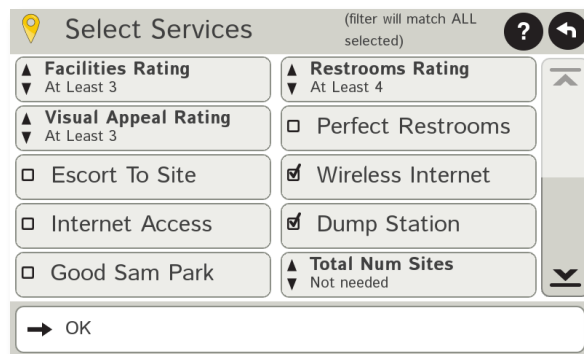 Select Services
(filter will match ALL
selected)
?
Facilities Rating
At Least 3
Restrooms Rating
At Least 4
Visual Appeal Rating
At Least 3
Perfect Restrooms
Escort To Site
Wireless Internet
Internet Access
Dump Station
Good Sam Park
Total Num Sites
Not needed
OK